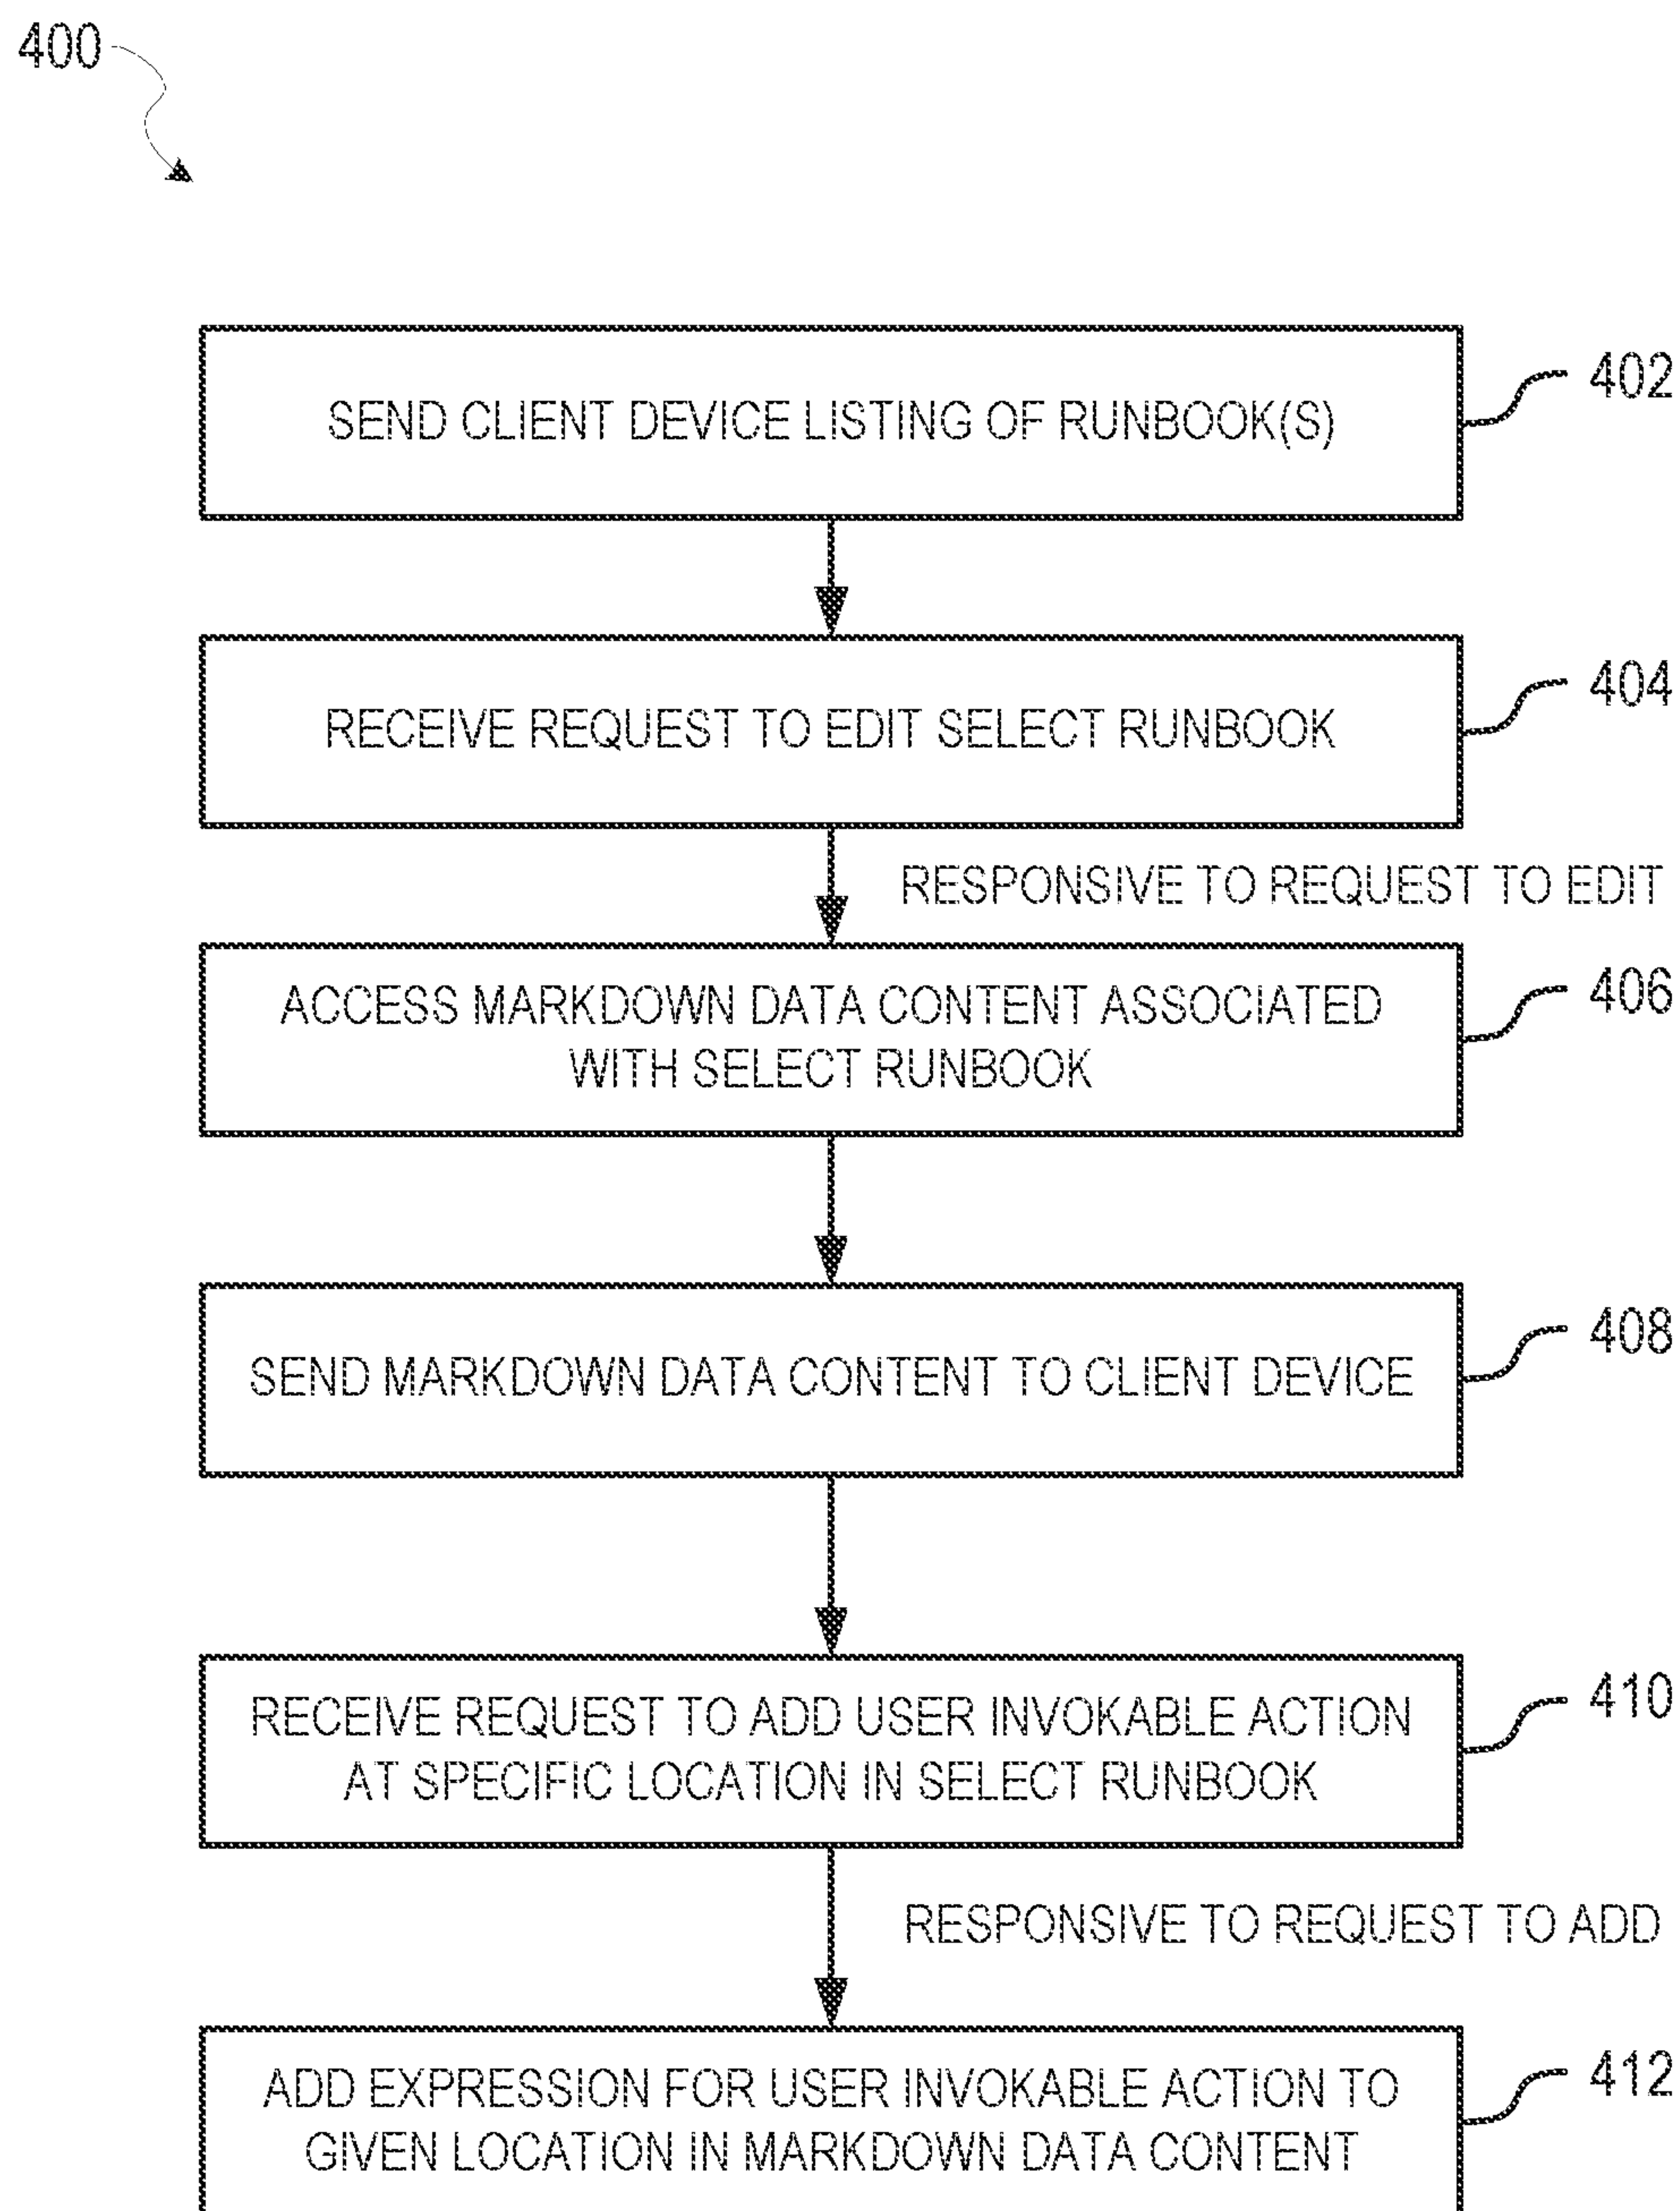 400
SEND CLIENT DEVICE LISTING OF RUNBOOK(S)
402
RECEIVE REQUEST TO EDIT SELECT RUNBOOK
404
RESPONSIVE TO REQUEST TO EDIT
ACCESS MARKDOWN DATA CONTENT ASSOCIATED
WITH SELECT RUNBOOK
406
SEND MARKDOWN DATA CONTENT TO CLIENT DEVICE
408
RECEIVE REQUEST TO ADD USER INVOKABLE ACTION
AT SPECIFIC LOCATION IN SELECT RUNBOOK
410
RESPONSIVE TO REQUEST TO ADD
ADD EXPRESSION FOR USER INVOKABLE ACTION TO
GIVEN LOCATION IN MARKDOWN DATA CONTENT
412